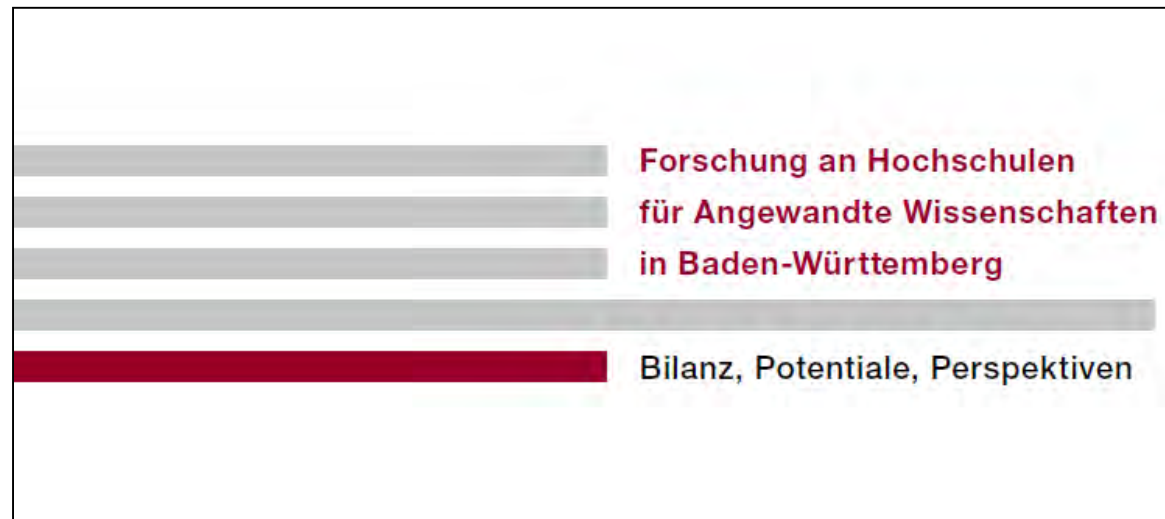 Forschung an Hochschulen
für Angewandte Wissenschaften
in Baden-Württemberg
Bilanz, Potentiale, Perspektiven